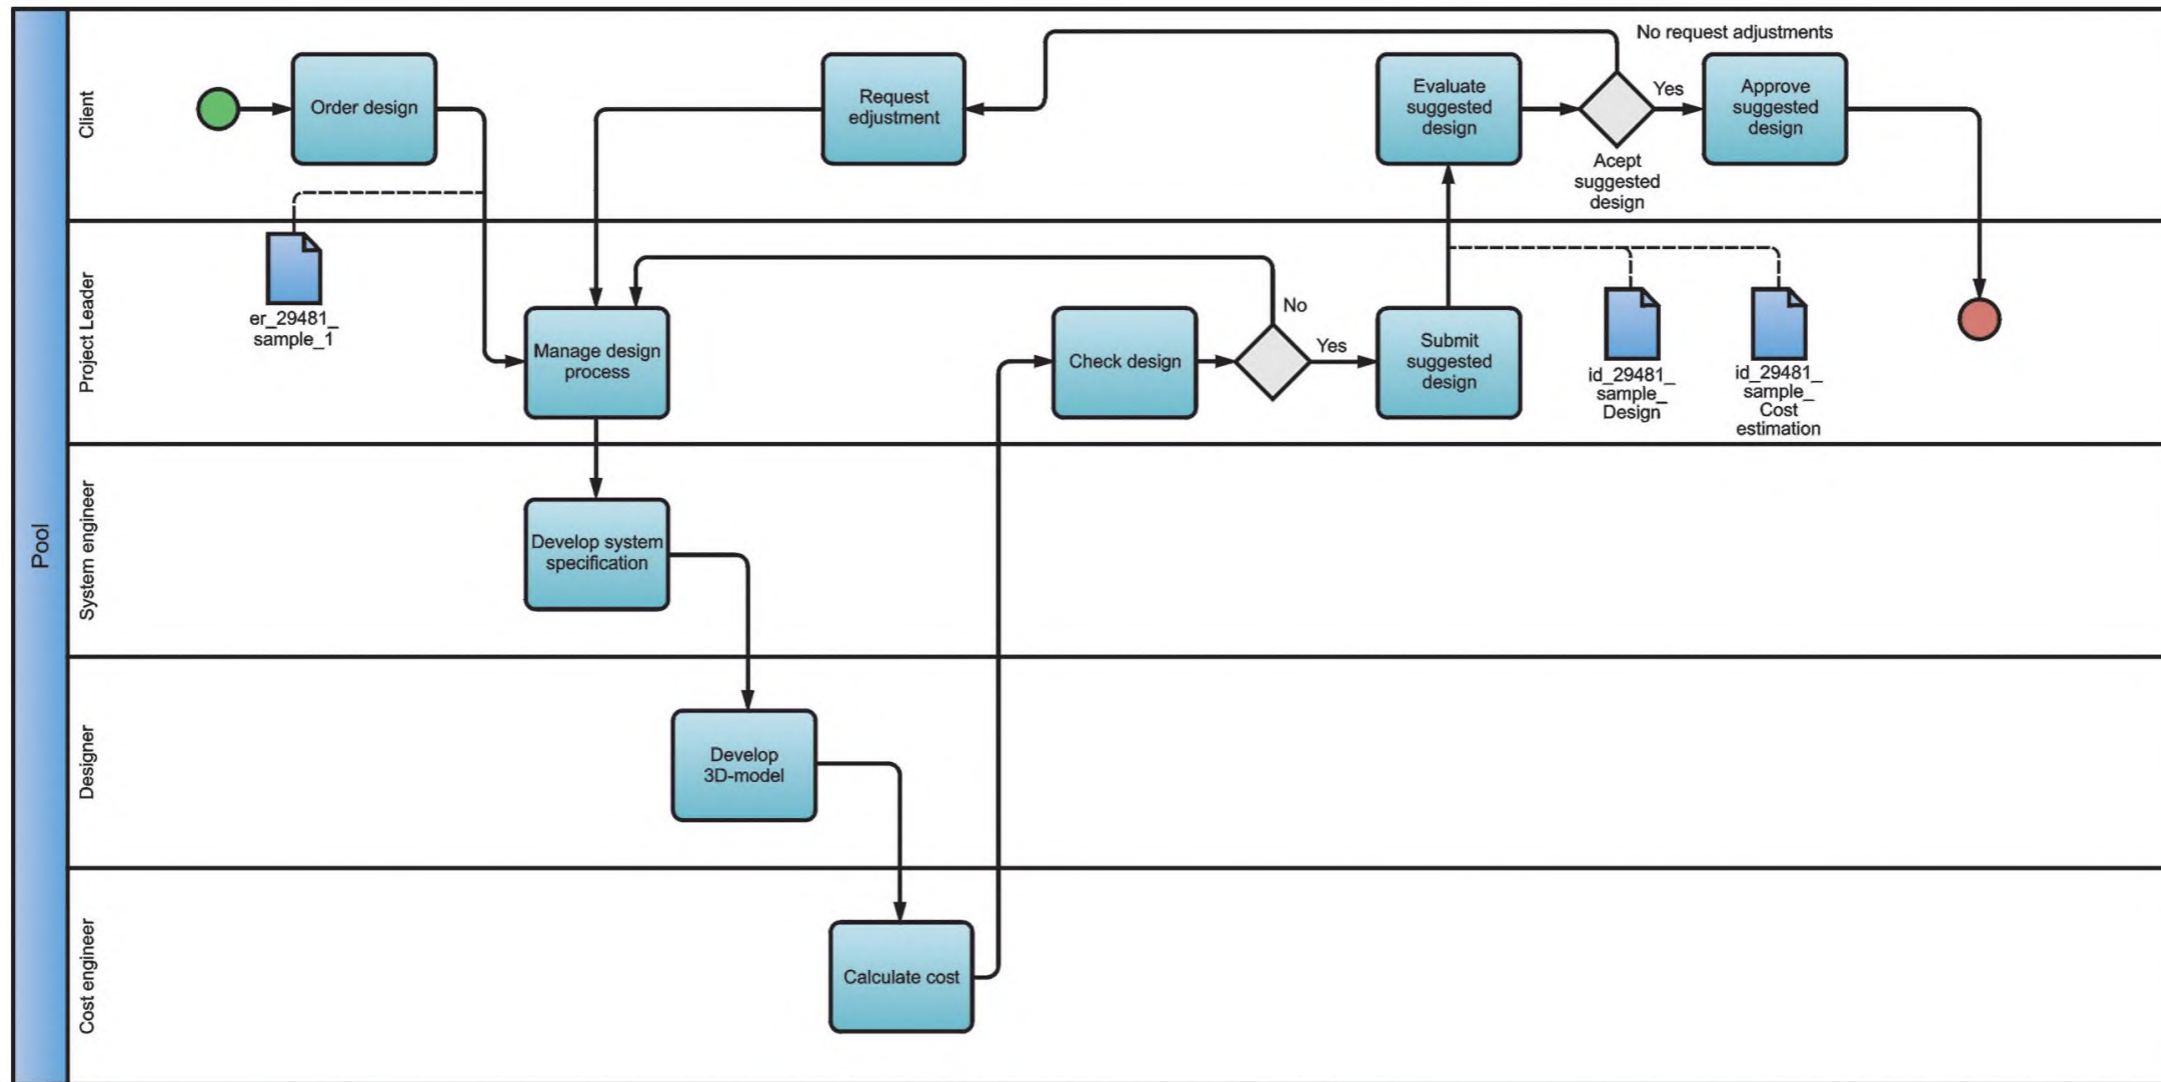 Pool
Client
Order design
Request
edjustment
Evaluate
suggested
design
No request adjustments
Yes
Acept
suggested
design
Approve
suggested
design
Project Leader
er_29481_
sample_1
Manage design
process
Check design
No
Yes
Submit
suggested
design
id_29481_
sample_
Design
id_29481_
sample_
Cost
estimation
System engineer
Develop system
specification
Designer
Develop
3D-model
Cost engineer
Calculate cost